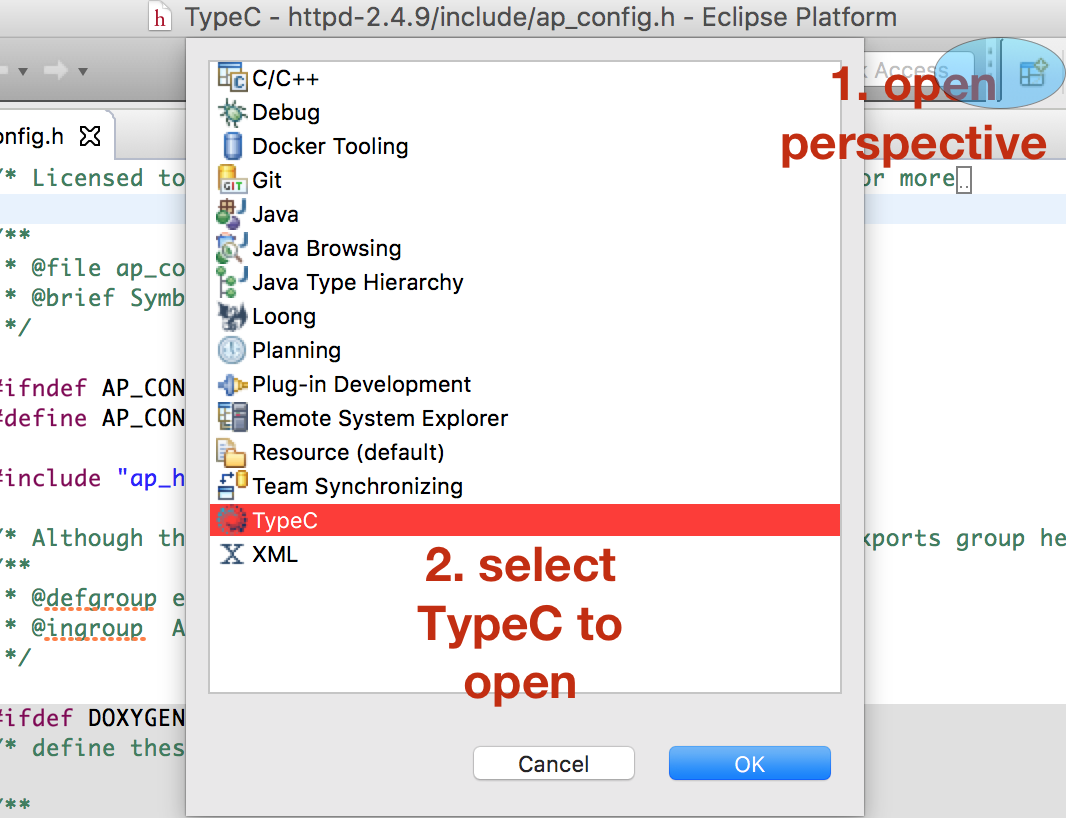 TypeC - httpd-2.4.9/include/ap_config.h - Eclipse Platform
Access
1. open
perspective
onfig.h
/* Licensed to
or more..
/**
* @file ap_co
* @brief Symb
*/
#ifndef AP_CON
#define AP_CON
#include "ap_h
/* Although th
xports group he
/**
* @defgroup e
* @ingroup A
*/
#ifdef DOXYGEN
/* define thes
/**
C/C++
Debug
Docker Tooling
Git
Java
Java Browsing
Java Type Hierarchy
Loong
Planning
Plug-in Development
Remote System Explorer
Resource (default)
Team Synchronizing
TypeC
XML
2. select
TypeC to
open
Cancel
OK